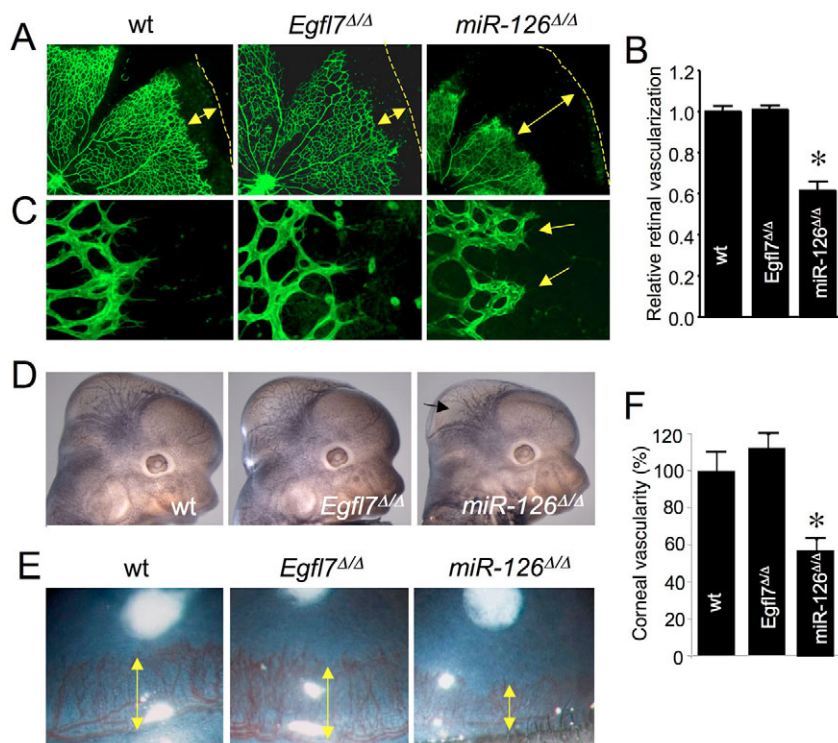 wt Egfl7Δ/Δ miR-126Δ/Δ
A
B
Relative retinal vascularization
1.2
1.0
0.8
0.6
0.4
0.2
0.0
wt
Egfl7Δ/Δ
miR-126Δ/Δ
*
C
D
wt
Egfl7Δ/Δ
miR-126Δ/Δ
E
wt Egfl7Δ/Δ miR-126Δ/Δ
F
Corneal vascularity (%)
120
100
80
60
40
20
0
wt
Egfl7Δ/Δ
miR-126Δ/Δ
*